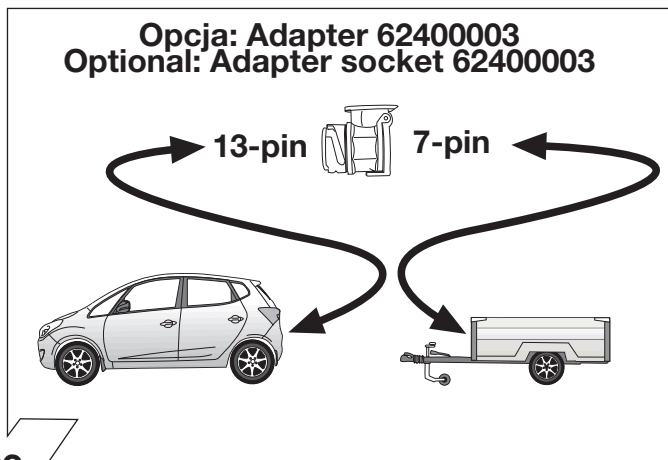 Opcja: Adapter 62400003
Optional: Adapter socket 62400003
13-pin 7-pin